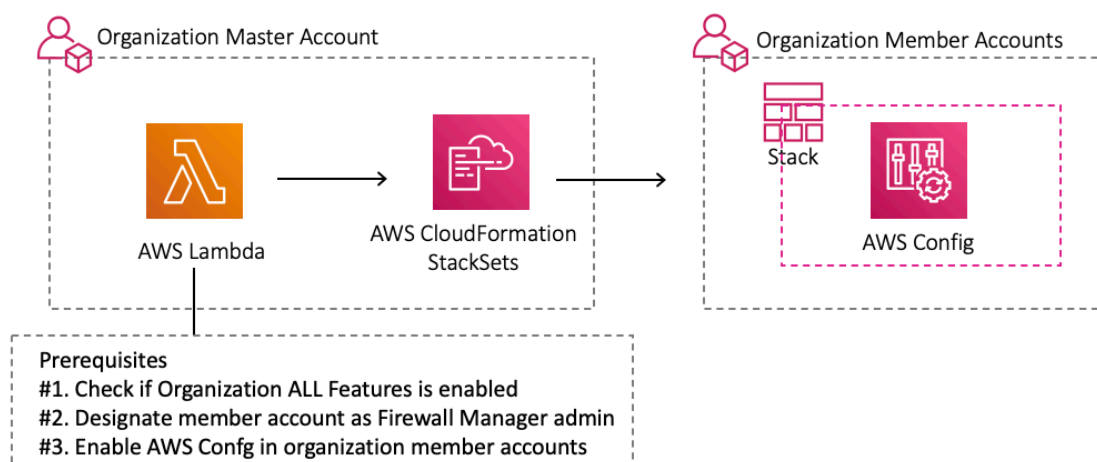 Organization Master Account
Organization Member Accounts
Stack
AWS Lambda
AWS CloudFormation
StackSets
AWS Config
Prerequisites
#1. Check if Organization ALL Features is enabled
#2. Designate member account as Firewall Manager admin
#3. Enable AWS Confg in organization member accounts